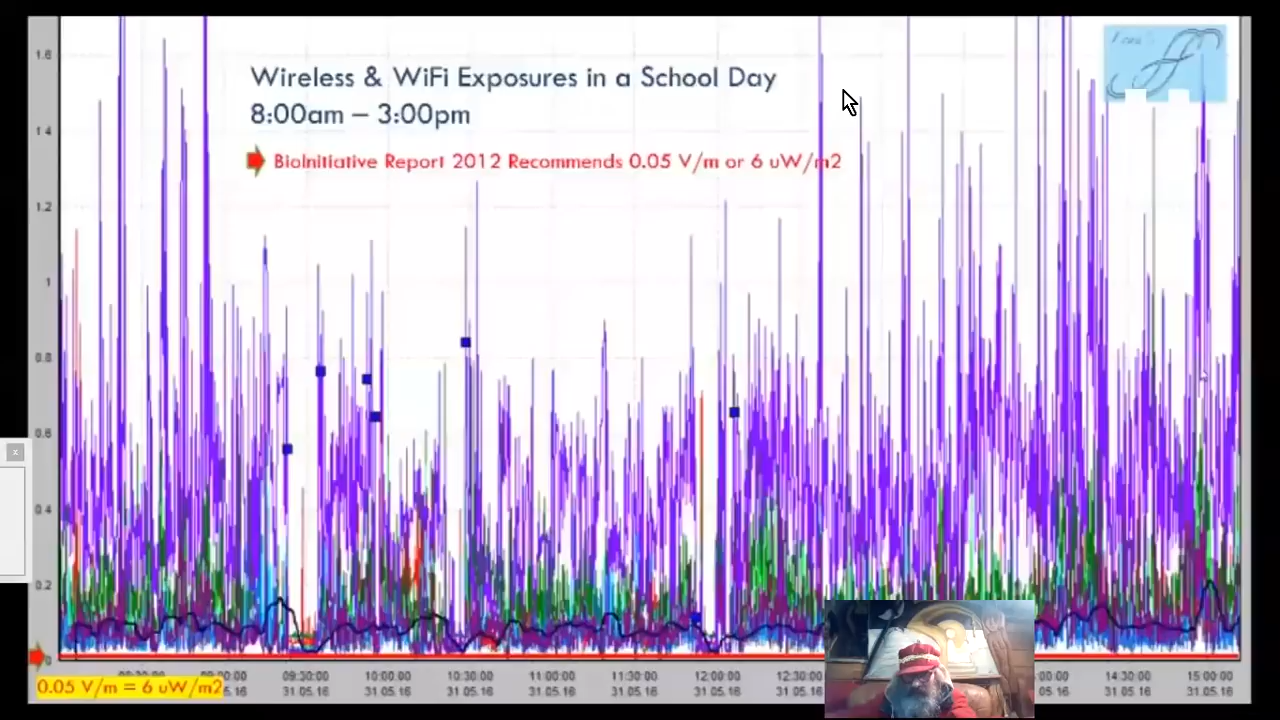 Wireless & WiFi Exposures in a School Day
8:00am – 3:00pm
BioInitiative Report 2012 Recommends 0.05 V/m or 6 uW/m2
1.6
1.4
1.2
1
0.8
0.6
0.4
0.2
0
x
09:30:00 10:00:00 10:30:00 11:00:00 11:30:00 12:00:00 12:30:00 14:30:00 15:00:00
31.05.16 31.05.16 31.05.16 31.05.16 31.05.16 31.05.16 31.05.16 31.05.16 31.05.16
0.05 V/m = 6 uW/m2